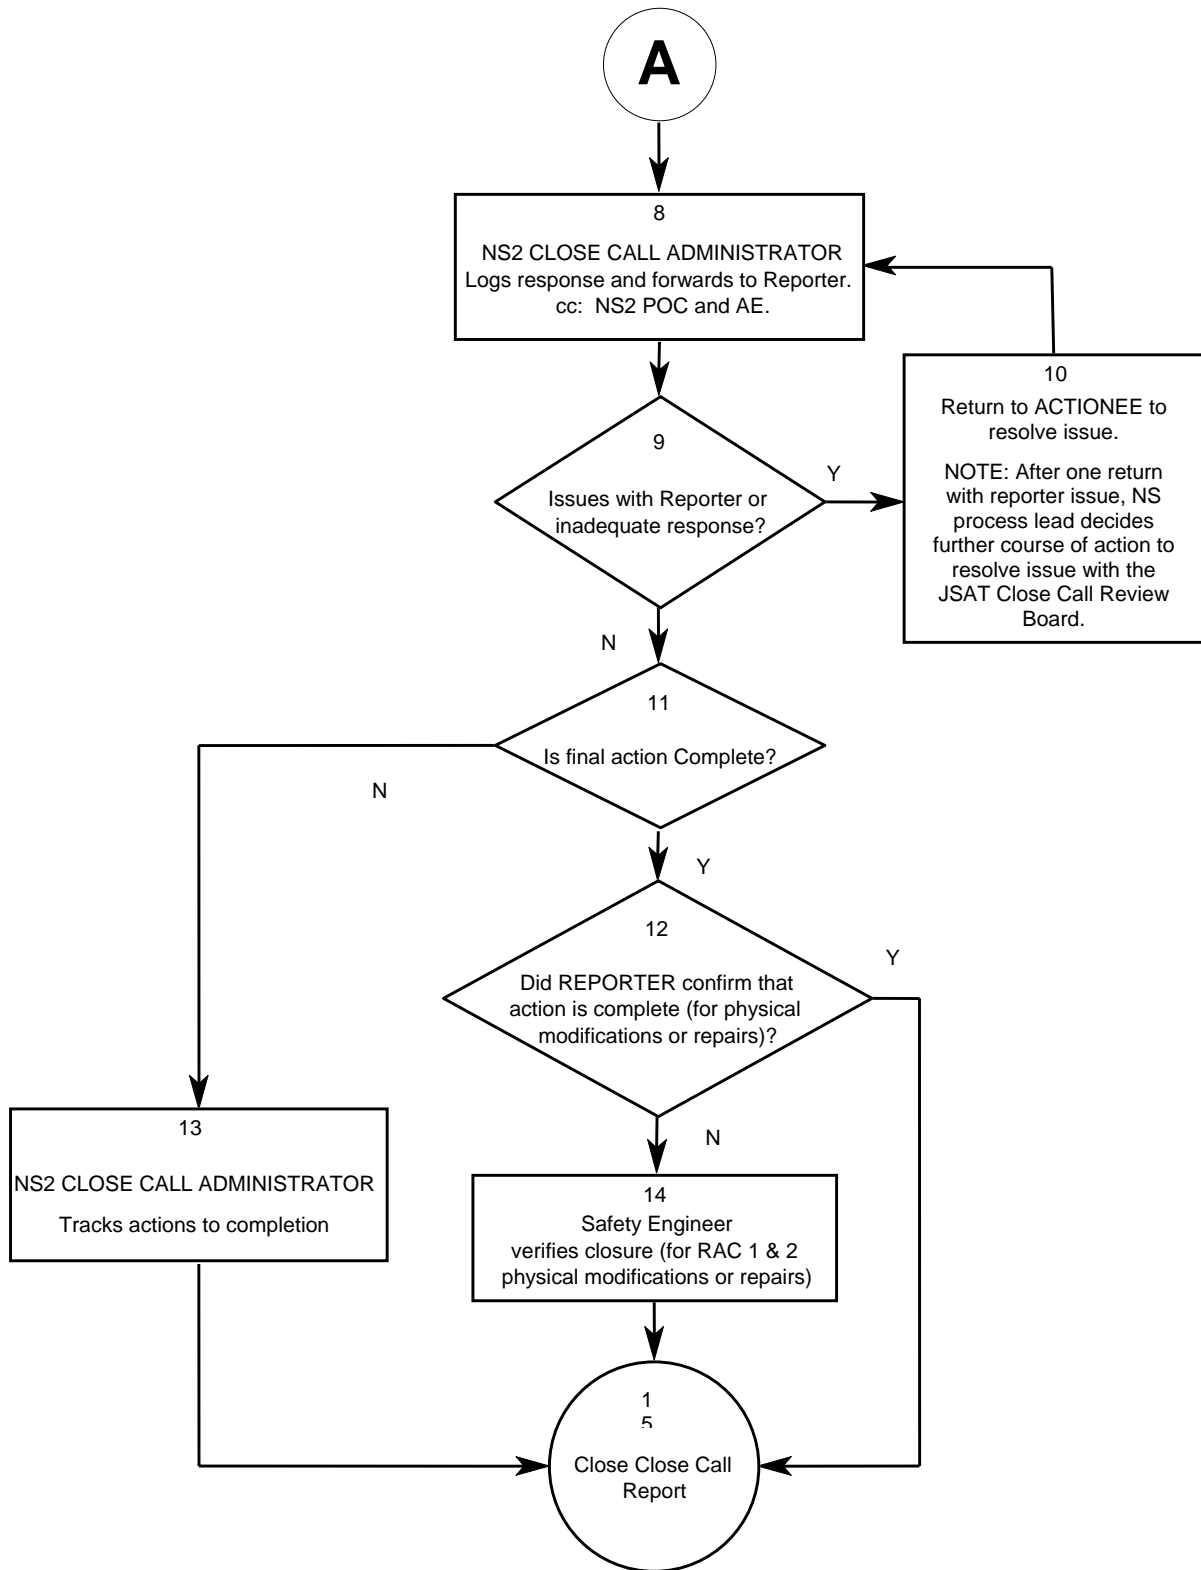 A
8
NS2 CLOSE CALL ADMINISTRATOR
Logs response and forwards to Reporter.
cc:  NS2 POC and AE.
10
Return to ACTIONEE to
resolve issue.
NOTE: After one return
with reporter issue, NS
process lead decides
further course of action to
resolve issue with the
JSAT Close Call Review
Board.
9
Issues with Reporter or
inadequate response?
Y
N
11
Is final action Complete?
N
Y
12
Did REPORTER confirm that
action is complete (for physical
modifications or repairs)?
Y
N
13
NS2 CLOSE CALL ADMINISTRATOR
Tracks actions to completion
14
Safety Engineer
verifies closure (for RAC 1 & 2
physical modifications or repairs)
1
5
Close Close Call
Report